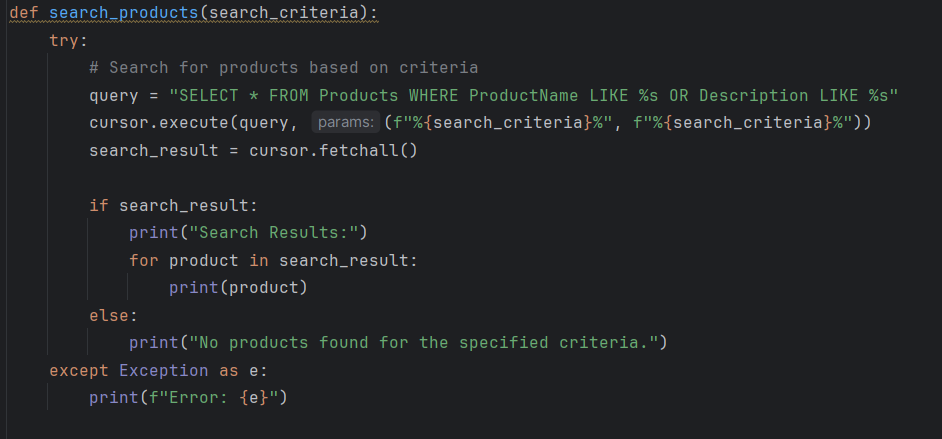 def search_products(search_criteria):
    try:
        # Search for products based on criteria
        query = "SELECT * FROM Products WHERE ProductName LIKE %s OR Description LIKE %s"
        cursor.execute(query, params: (f"%{search_criteria}%", f"%{search_criteria}%"))
        search_result = cursor.fetchall()

        if search_result:
            print("Search Results:")
            for product in search_result:
                print(product)
        else:
            print("No products found for the specified criteria.")
    except Exception as e:
        print(f"Error: {e}")